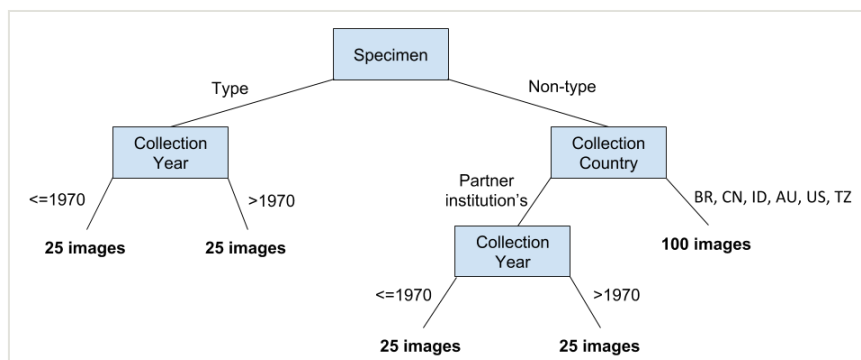 Specimen
Type
Non-type
Collection
Year
Collection
Country
<=1970
>1970
Partner
institution's
BR, CN, ID, AU, US, TZ
25 images
25 images
Collection
Year
100 images
<=1970
>1970
25 images
25 images